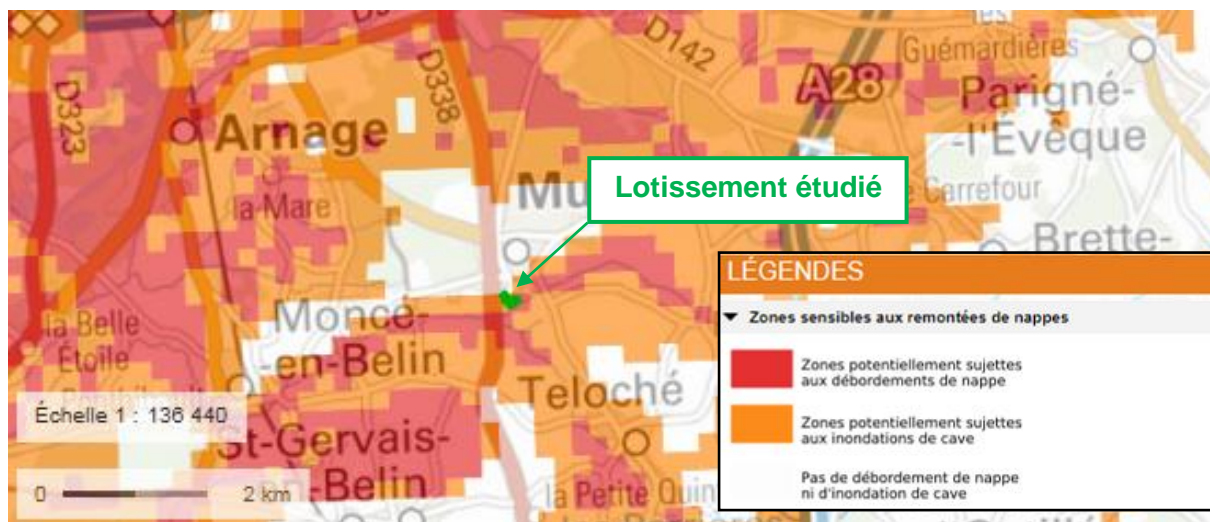 D142
Guémardières
A28
Parigné-
-l'Évêque
D323
D338
Arnage
Lotissement étudié
Mu
Carrefour
la-Mare
Brette-
LÉGENDES
Zones sensibles aux remontées de nappes
Zones potentiellement sujettes
aux débordements de nappe
Zones potentiellement sujettes
aux inondations de cave
Pas de débordement de nappe
ni d'inondation de cave
la Belle
Étoile
Moncé-
-en-Belin
Teloché
Échelle 1 : 136 440
St-Gervais-
-Belin
0 2 km
la Petite Quin